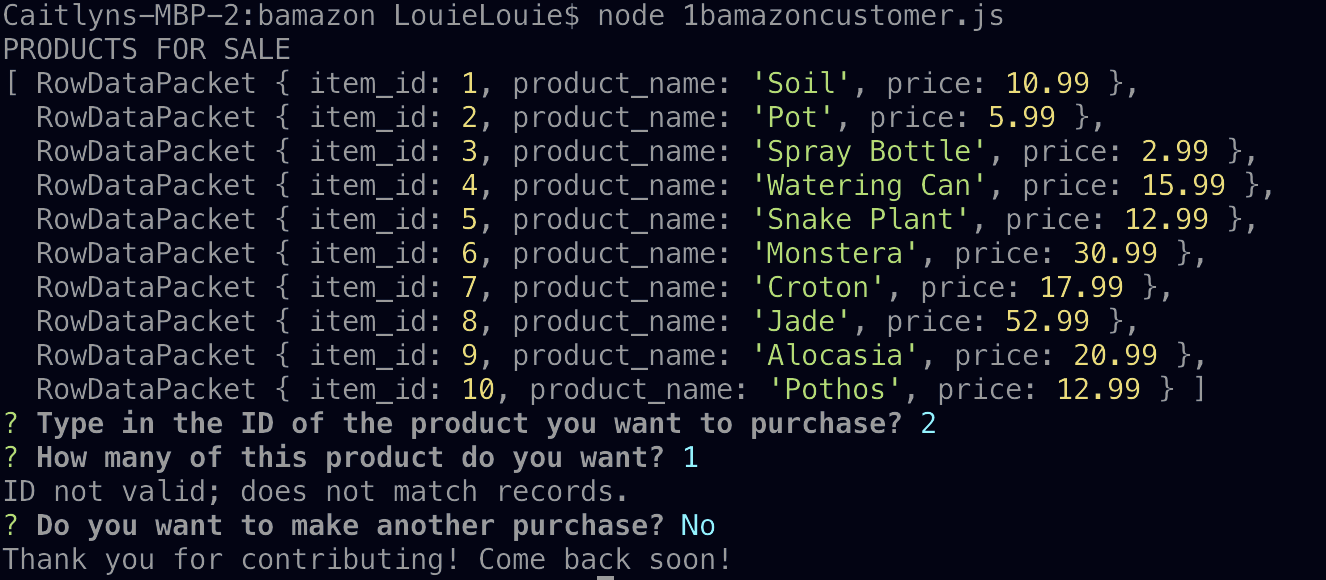 Caitlyns-MBP-2:bamazon LouieLouie$ node 1bamazoncustomer.js
PRODUCTS FOR SALE
[ RowDataPacket { item_id: 1, product_name: 'Soil', price: 10.99 },
  RowDataPacket { item_id: 2, product_name: 'Pot', price: 5.99 },
  RowDataPacket { item_id: 3, product_name: 'Spray Bottle', price: 2.99 },
  RowDataPacket { item_id: 4, product_name: 'Watering Can', price: 15.99 },
  RowDataPacket { item_id: 5, product_name: 'Snake Plant', price: 12.99 },
  RowDataPacket { item_id: 6, product_name: 'Monstera', price: 30.99 },
  RowDataPacket { item_id: 7, product_name: 'Croton', price: 17.99 },
  RowDataPacket { item_id: 8, product_name: 'Jade', price: 52.99 },
  RowDataPacket { item_id: 9, product_name: 'Alocasia', price: 20.99 },
  RowDataPacket { item_id: 10, product_name: 'Pothos', price: 12.99 } ]
? Type in the ID of the product you want to purchase? 2
? How many of this product do you want? 1
ID not valid; does not match records.
? Do you want to make another purchase? No
Thank you for contributing! Come back soon!